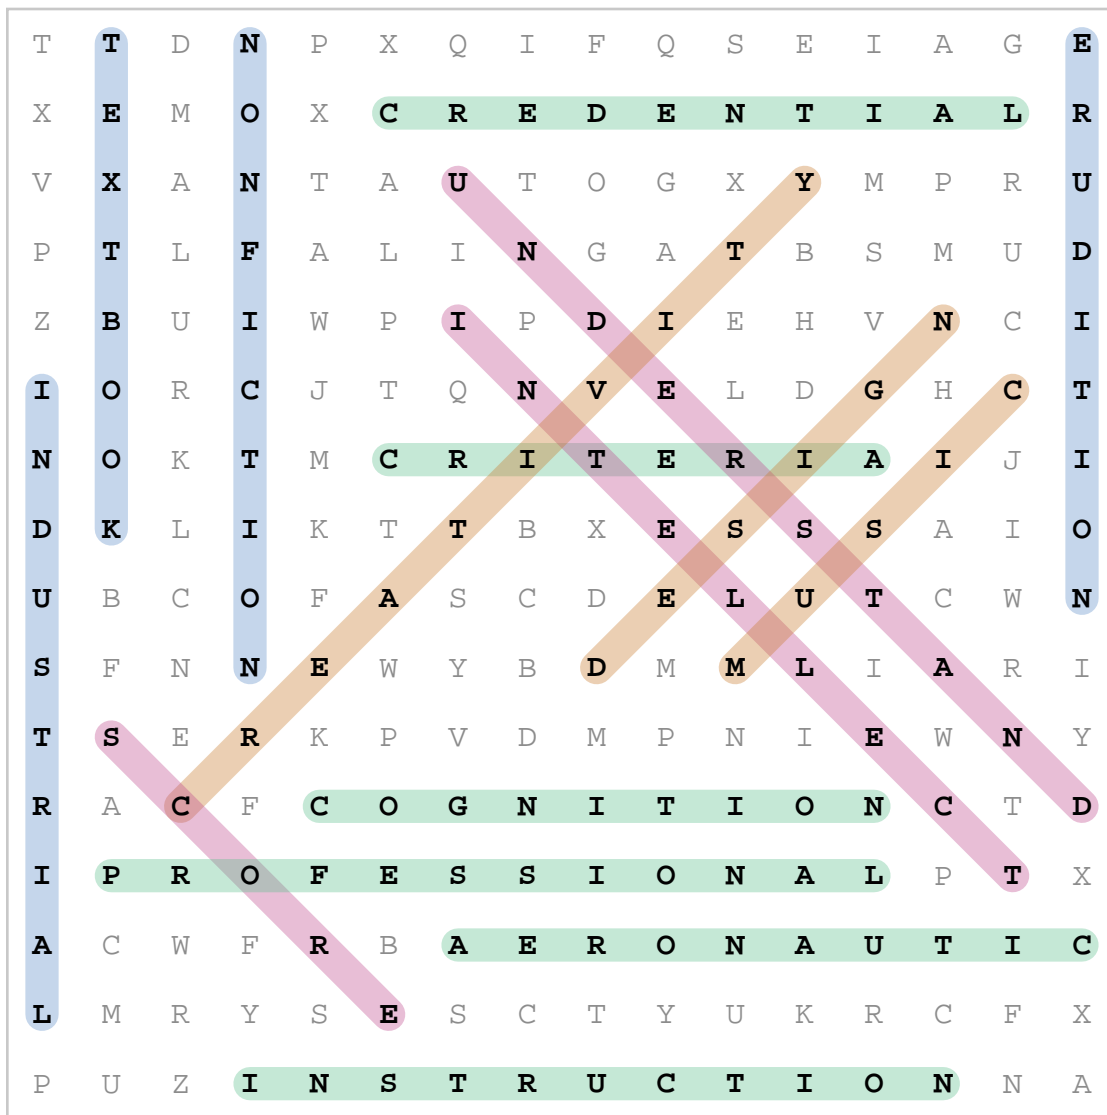 T T D N P X Q I F Q S E I A G E
X E M O X C R E D E N T I A L R
V X A N T A U T O G X Y M P R U
P T L F A L I N G A T B S M U D
Z B U I W P I P D I E H V N C I
I O R C J T Q N V E L D G H C T
N O K T M C R I T E R I A I J I
D K L I K T T B X E S S S A I O
U B C O F A S C D E L U T C W N
S F N N E W Y B D M M L I A R I
T S E R K P V D M P N I E W N Y
R A C F C O G N I T I O N C T D
I P R O F E S S I O N A L P T X
A C W F R B A E R O N A U T I C
L M R Y S E S C T Y U K R C F X
P U Z I N S T R U C T I O N N A